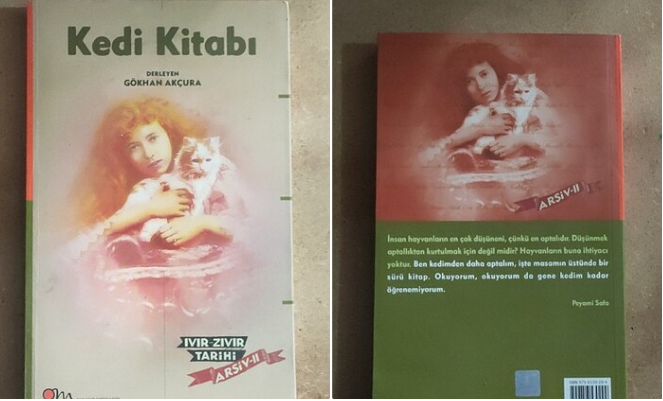 Kedi Kitabı
DERLEYEN
GÖKHAN AKÇURA
IVIR-ZIVIR
TARİHİ
ARŞİV-II
ARŞİV-II
İnsan hayvanların en çok düşüneni, çünkü en aptalıdır. Düşünmek
aptallıktan kurtulmak için değil midir? Hayvanların buna ihtiyacı
yoktur. Ben kedimden daha aptalım, işte masamın üstünde bir
sürü kitap. Okuyorum, okuyorum da gene kedim kadar
öğrenemiyorum.
Peyami Safa